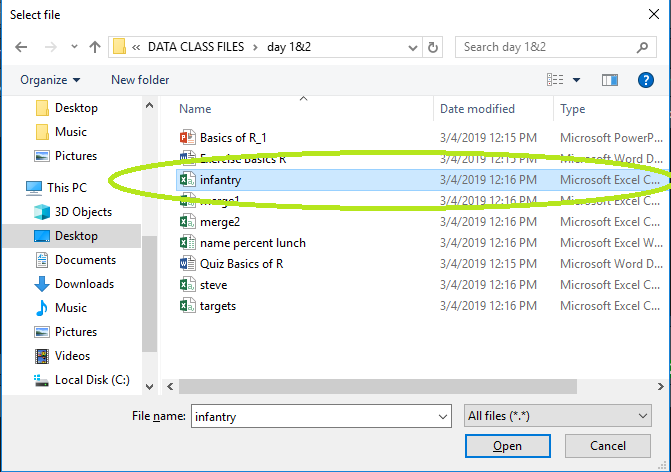 Select file
« DATA CLASS FILES > day 1&2
Search day 1&2
Organize
New folder
Desktop
Music
Pictures
This PC
3D Objects
Desktop
Documents
Downloads
Music
Pictures
Videos
Local Disk (C:)
Name Date modified Type
Basics of R_1 3/4/2019 12:15 PM Microsoft PowerP...
Exercise Basics R 3/4/2019 12:15 PM Microsoft Word D...
infantry 3/4/2019 12:16 PM Microsoft Excel C...
merge1 3/4/2019 12:16 PM Microsoft Excel C...
merge2 3/4/2019 12:16 PM Microsoft Excel C...
name percent lunch 3/4/2019 12:16 PM Microsoft Excel W...
Quiz Basics of R 3/4/2019 12:15 PM Microsoft Word D...
steve 3/4/2019 12:16 PM Microsoft Excel C...
targets 3/4/2019 12:16 PM Microsoft Excel C...
File name: infantry
All files (*.*)
Open
Cancel